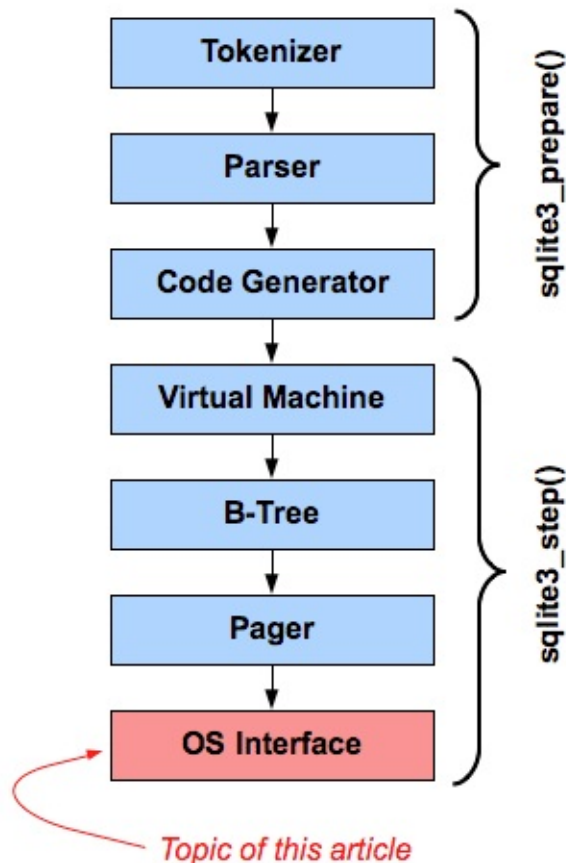 Tokenizer
Parser
Code Generator
sqlite3_prepare()
Virtual Machine
B-Tree
Pager
OS Interface
sqlite3_step()
Topic of this article